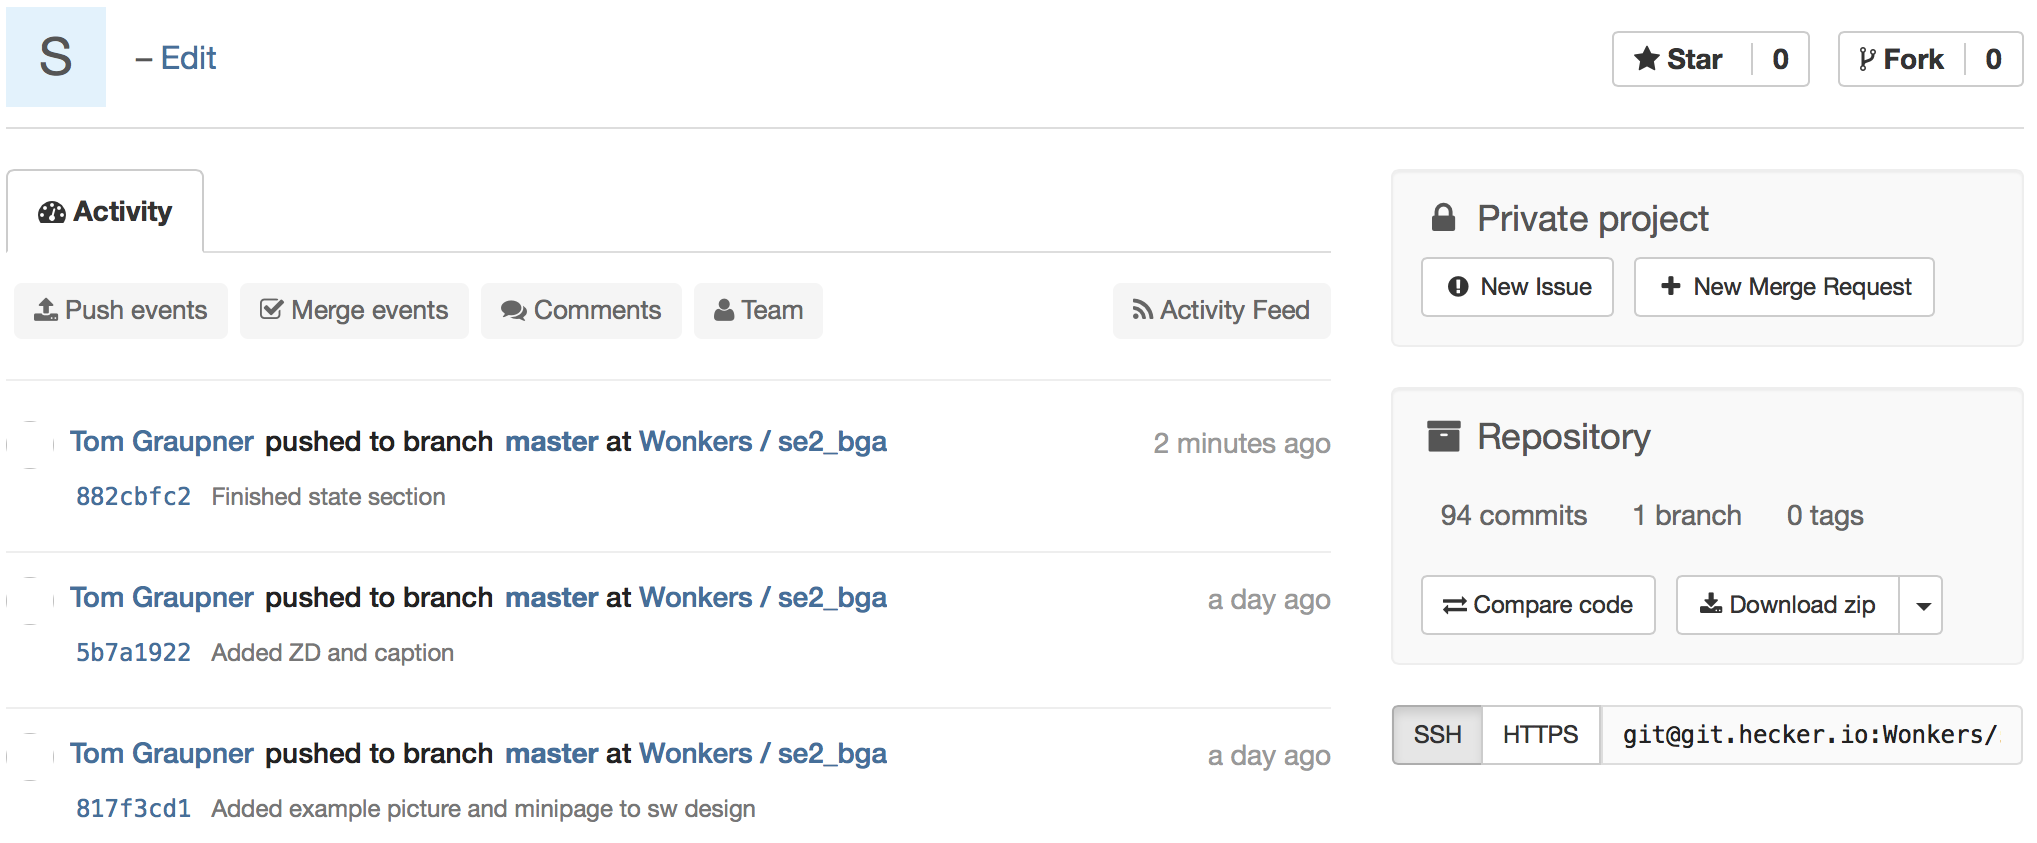 S – Edit Star 0 Fork 0
Activity
Push events Merge events Comments Team Activity Feed
Tom Graupner pushed to branch master at Wonkers / se2_bga 2 minutes ago
882cbfc2 Finished state section
Tom Graupner pushed to branch master at Wonkers / se2_bga a day ago
5b7a1922 Added ZD and caption
Tom Graupner pushed to branch master at Wonkers / se2_bga a day ago
817f3cd1 Added example picture and minipage to sw design
Private project
New Issue New Merge Request
Repository
94 commits 1 branch 0 tags
Compare code Download zip
SSH HTTPS git@git.hecker.io:Wonkers/